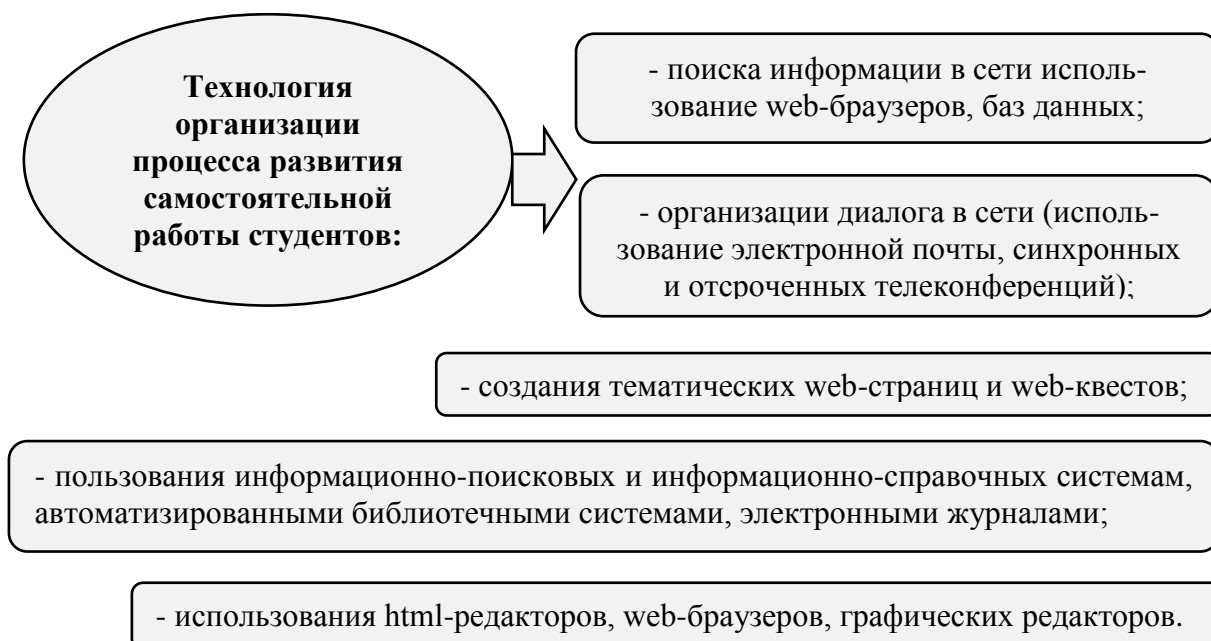 Технология
организации
процесса развития
самостоятельной
работы студентов:
- поиска информации в сети исполь-
зование web-браузеров, баз данных;
- организации диалога в сети (исполь-
зование электронной почты, синхронных
и отсроченных телеконференций);
- создания тематических web-страниц и web-квестов;
- пользования информационно-поисковых и информационно-справочных системам,
автоматизированными библиотечными системами, электронными журналами;
- использования html-редакторов, web-браузеров, графических редакторов.